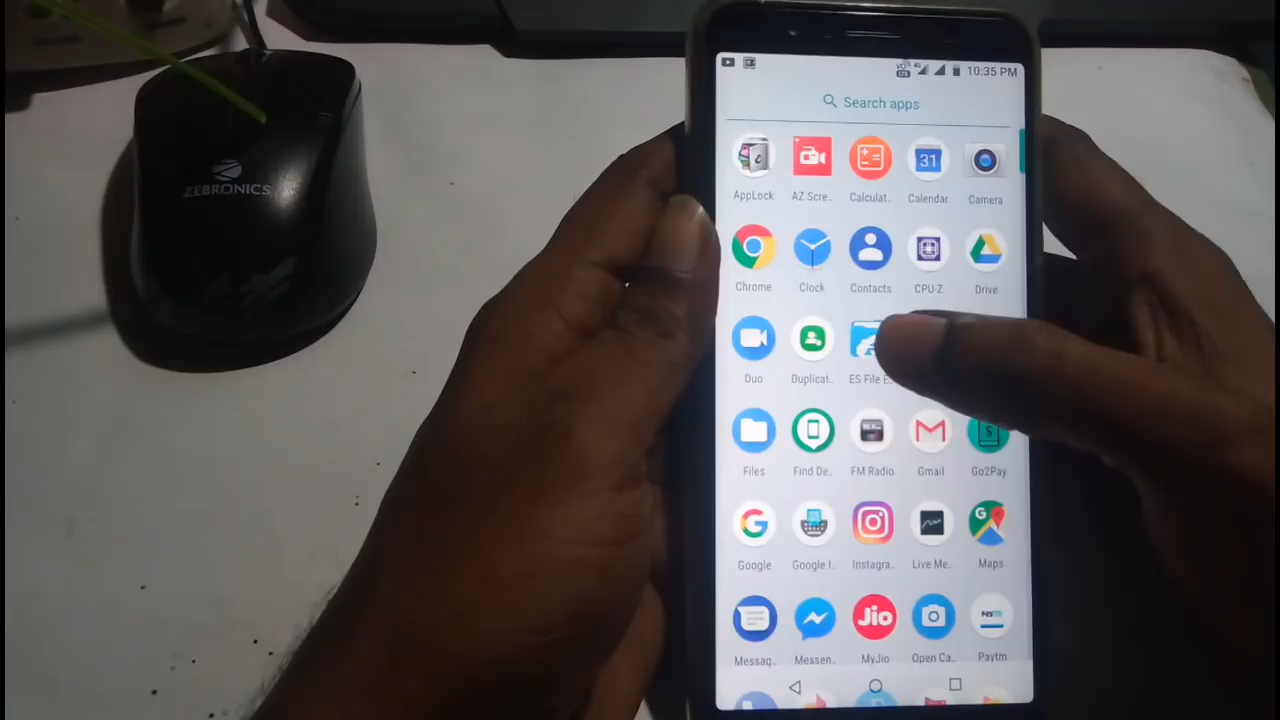 10:35 PM
Search apps
31
AppLock AZ Scre.. Calculat.. Calendar Camera
Chrome Clock Contacts CPU-Z Drive
Duo Duplicat.. ES File E
Files Find De.. FM Radio Gmail Go2Pay
Google Google I.. Instagra.. Live Me.. Maps
Jio
Messag.. Messen.. MyJio Open Ca.. Paytm
ZEBRONICS